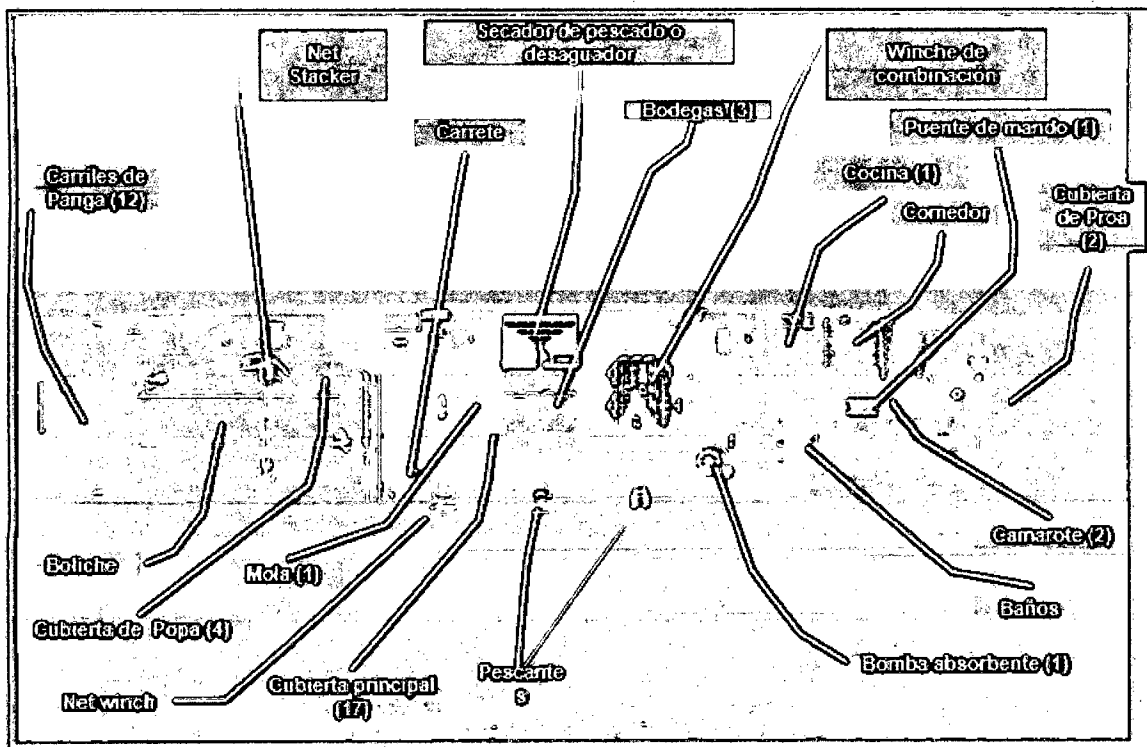 Net
Stacker
Secador de pescado o
desaguador
Winche de
combinación
Bodegas (3)
Carrete
Puente de mando (1)
Carriles de
Panga (12)
Cocina (1)
Comedor
Cubierta
de Proa
(2)
Boliche
Mola (1)
Camarote (2)
Cubierta de Popa (4)
Baños
Net winch
Cubierta principal
(17)
Pescante
s
Bomba absorbente (1)